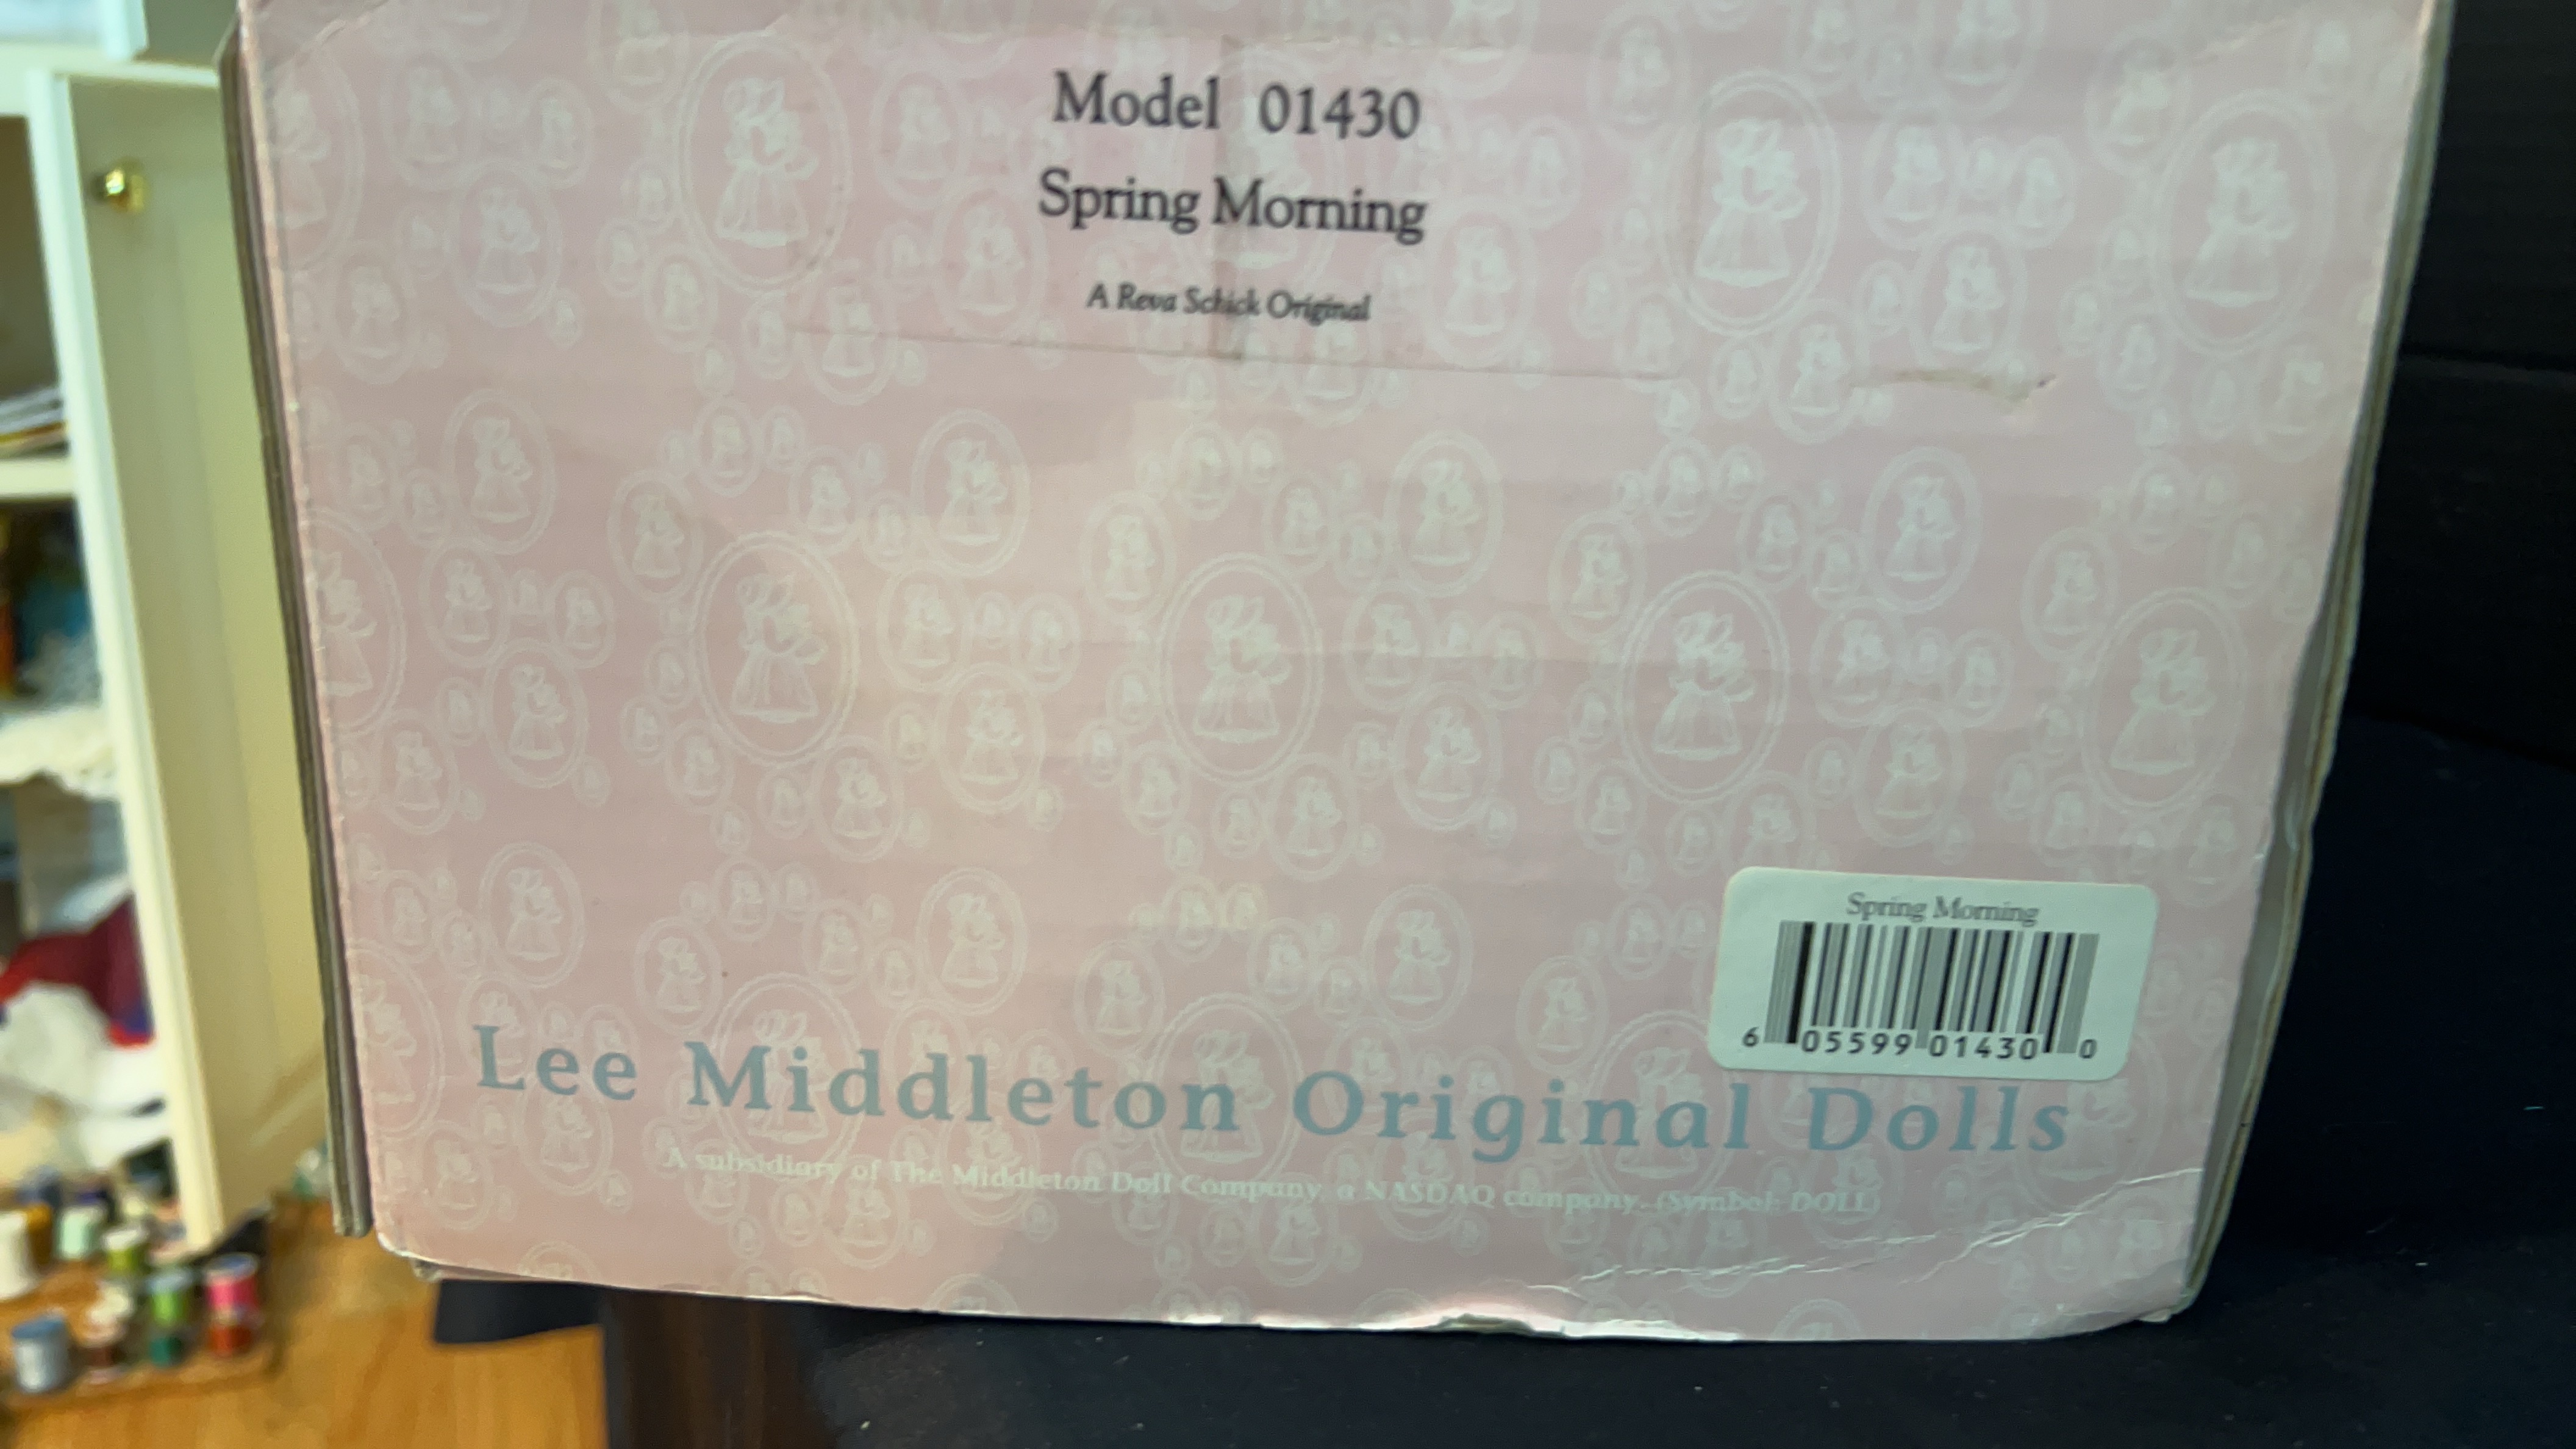 Model 01430
Spring Morning
A Reva Schick Original
Spring Morning
6 05599 01430 0
Lee Middleton Original Dolls
A subsidiary of The Middleton Doll Company, a NASDAQ company. (Symbol: DOLL)